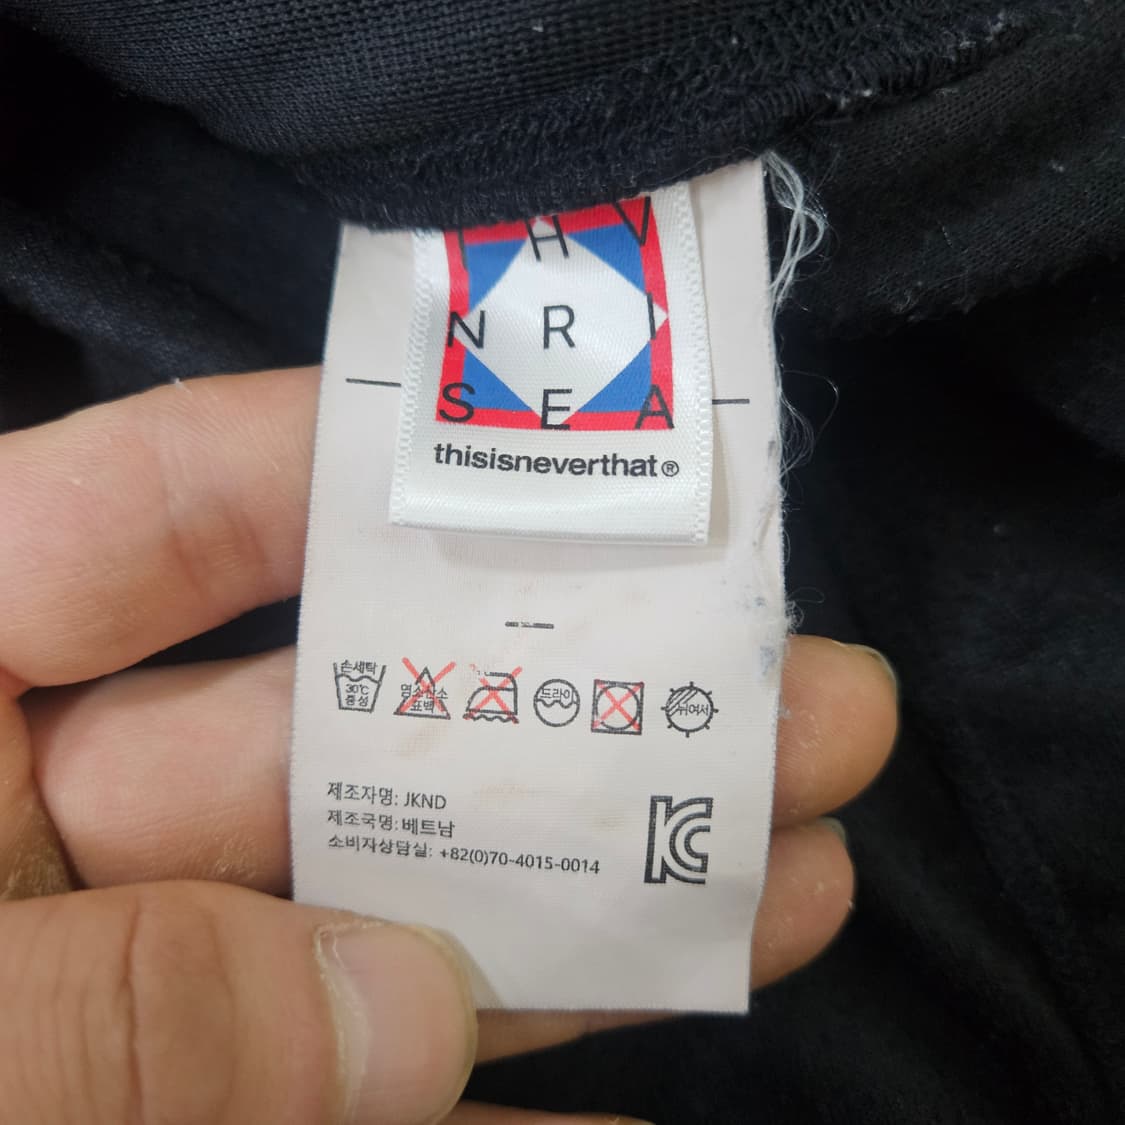 T H V
N R I
S E A
thisisneverthat®
손세탁
30℃
중성
염소산소
표백
드라이
뉘여서
제조자명: JKND
제조국명: 베트남
소비자상담실: +82(0)70-4015-0014